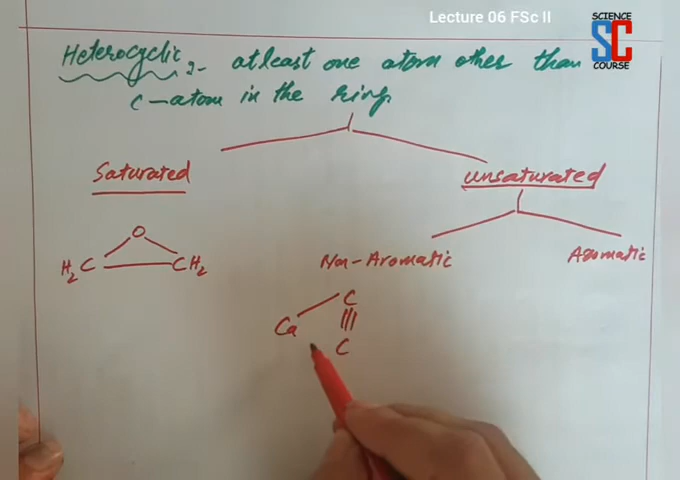 Lecture 06 FSc II
SCIENCE
SC
COURSE
Heterocyclic :- atleast one atom other than
C-atom in the ring
Saturated
unsaturated
O
H₂C CH₂
Non-Aromatic
Aromatic
C
Ca
C